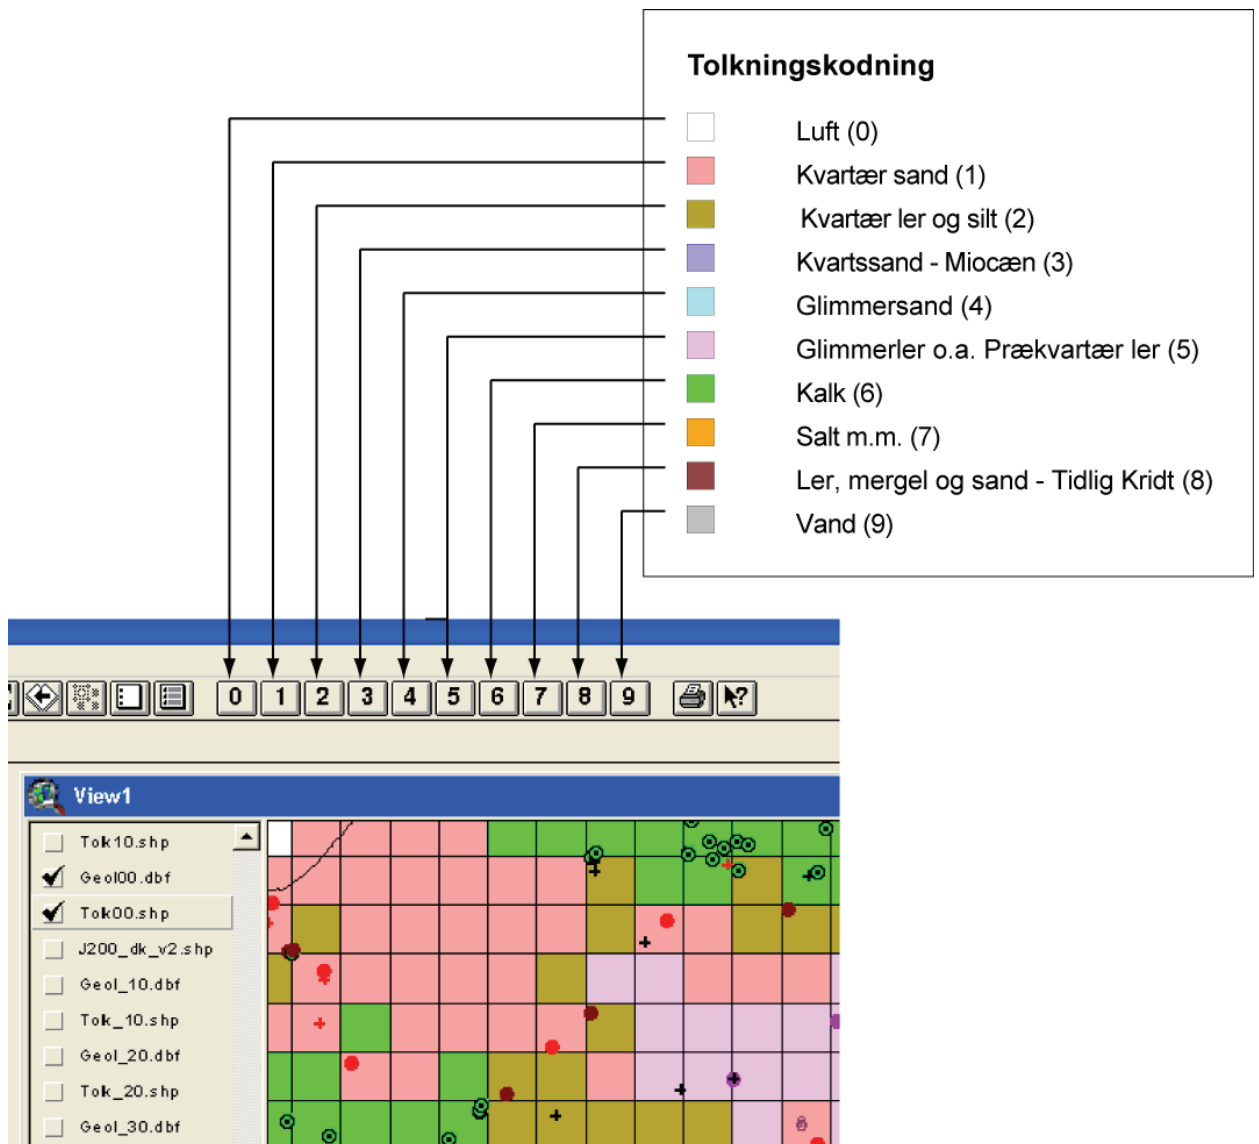 Tolkningskodning
Luft (0)
Kvartær sand (1)
Kvartær ler og silt (2)
Kvartssand - Miocæn (3)
Glimmersand (4)
Glimmerler o.a. Prækvartær ler (5)
Kalk (6)
Salt m.m. (7)
Ler, mergel og sand - Tidlig Kridt (8)
Vand (9)
0 1 2 3 4 5 6 7 8 9 ?
View1
Tok10.shp
Geol00.dbf
Tok00.shp
J200_dk_v2.shp
Geol_10.dbf
Tok_10.shp
Geol_20.dbf
Tok_20.shp
Geol_30.dbf